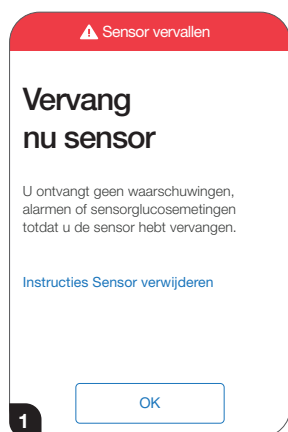 Sensor vervallen
Vervang
nu sensor
U ontvangt geen waarschuwingen,
alarmen of sensorglucosemetingen
totdat u de sensor hebt vervangen.
Instructies Sensor verwijderen
OK
1